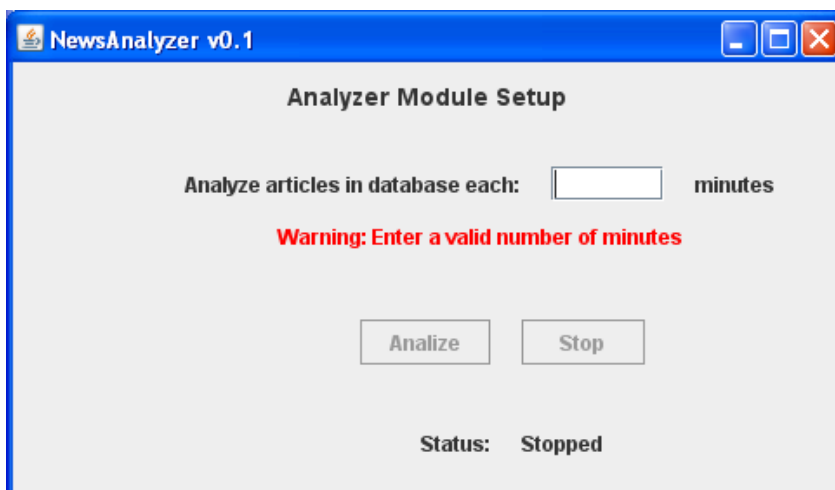 NewsAnalyzer v0.1
Analyzer Module Setup
Analyze articles in database each: minutes
Warning: Enter a valid number of minutes
Analize Stop
Status: Stopped